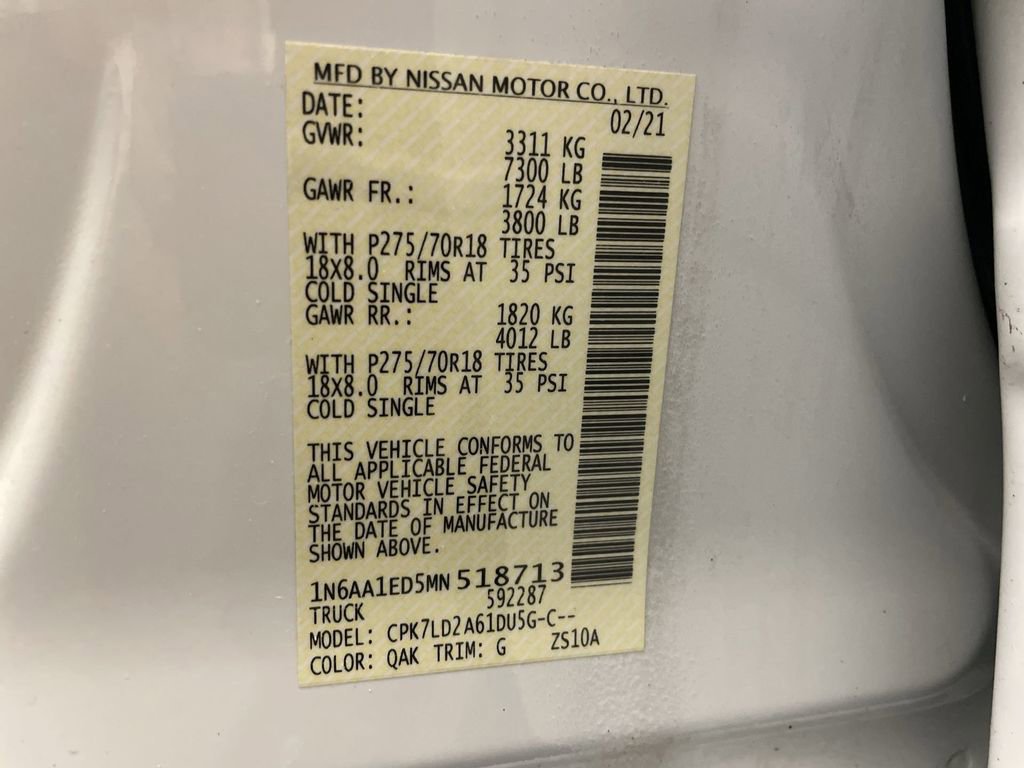 MFD BY NISSAN MOTOR CO., LTD.
DATE: 02/21
GVWR: 3311 KG
7300 LB
GAWR FR.: 1724 KG
3800 LB
WITH P275/70R18 TIRES
18X8.0 RIMS AT 35 PSI
COLD SINGLE
GAWR RR.: 1820 KG
4012 LB
WITH P275/70R18 TIRES
18X8.0 RIMS AT 35 PSI
COLD SINGLE
THIS VEHICLE CONFORMS TO
ALL APPLICABLE FEDERAL
MOTOR VEHICLE SAFETY
STANDARDS IN EFFECT ON
THE DATE OF MANUFACTURE
SHOWN ABOVE.
1N6AA1ED5MN 518713
TRUCK 592287
MODEL: CPK7LD2A61DU5G-C--
COLOR: QAK TRIM: G ZS10A